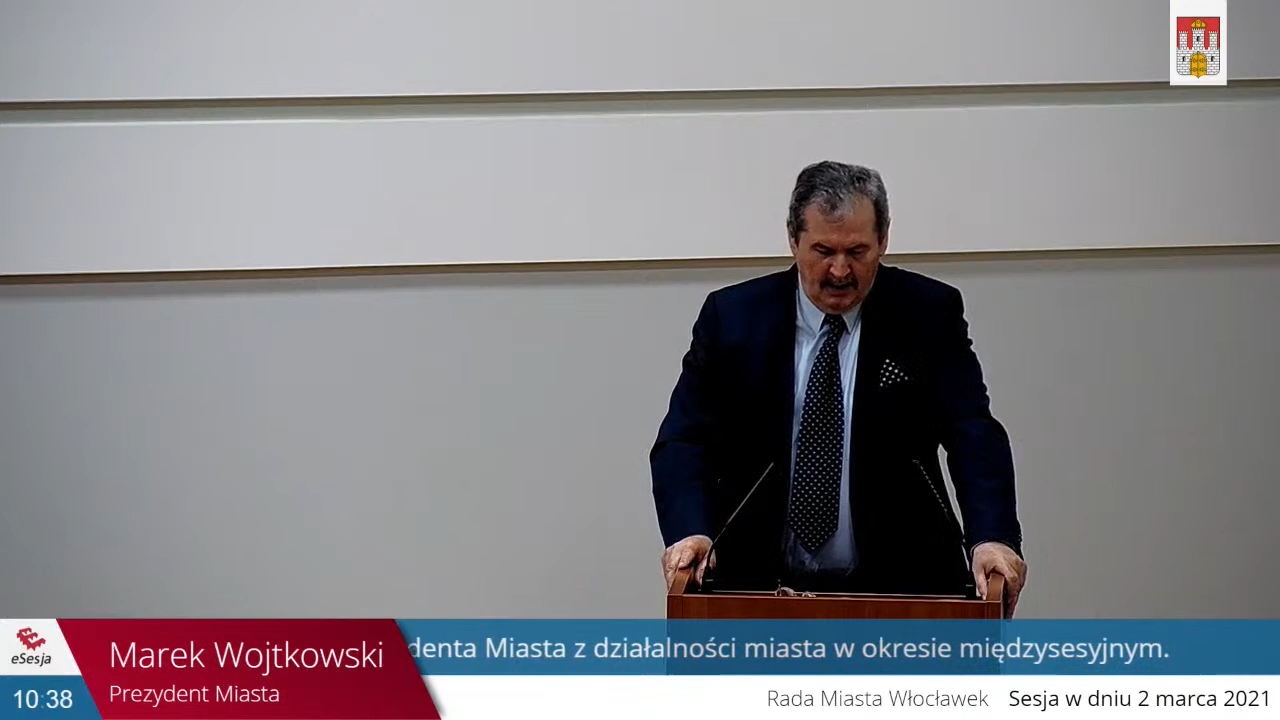 Marek Wojtkowski
Prezydent Miasta
denta Miasta z działalności miasta w okresie międzysesyjnym.
eSesja
10:38
Rada Miasta Włocławek Sesja w dniu 2 marca 2021